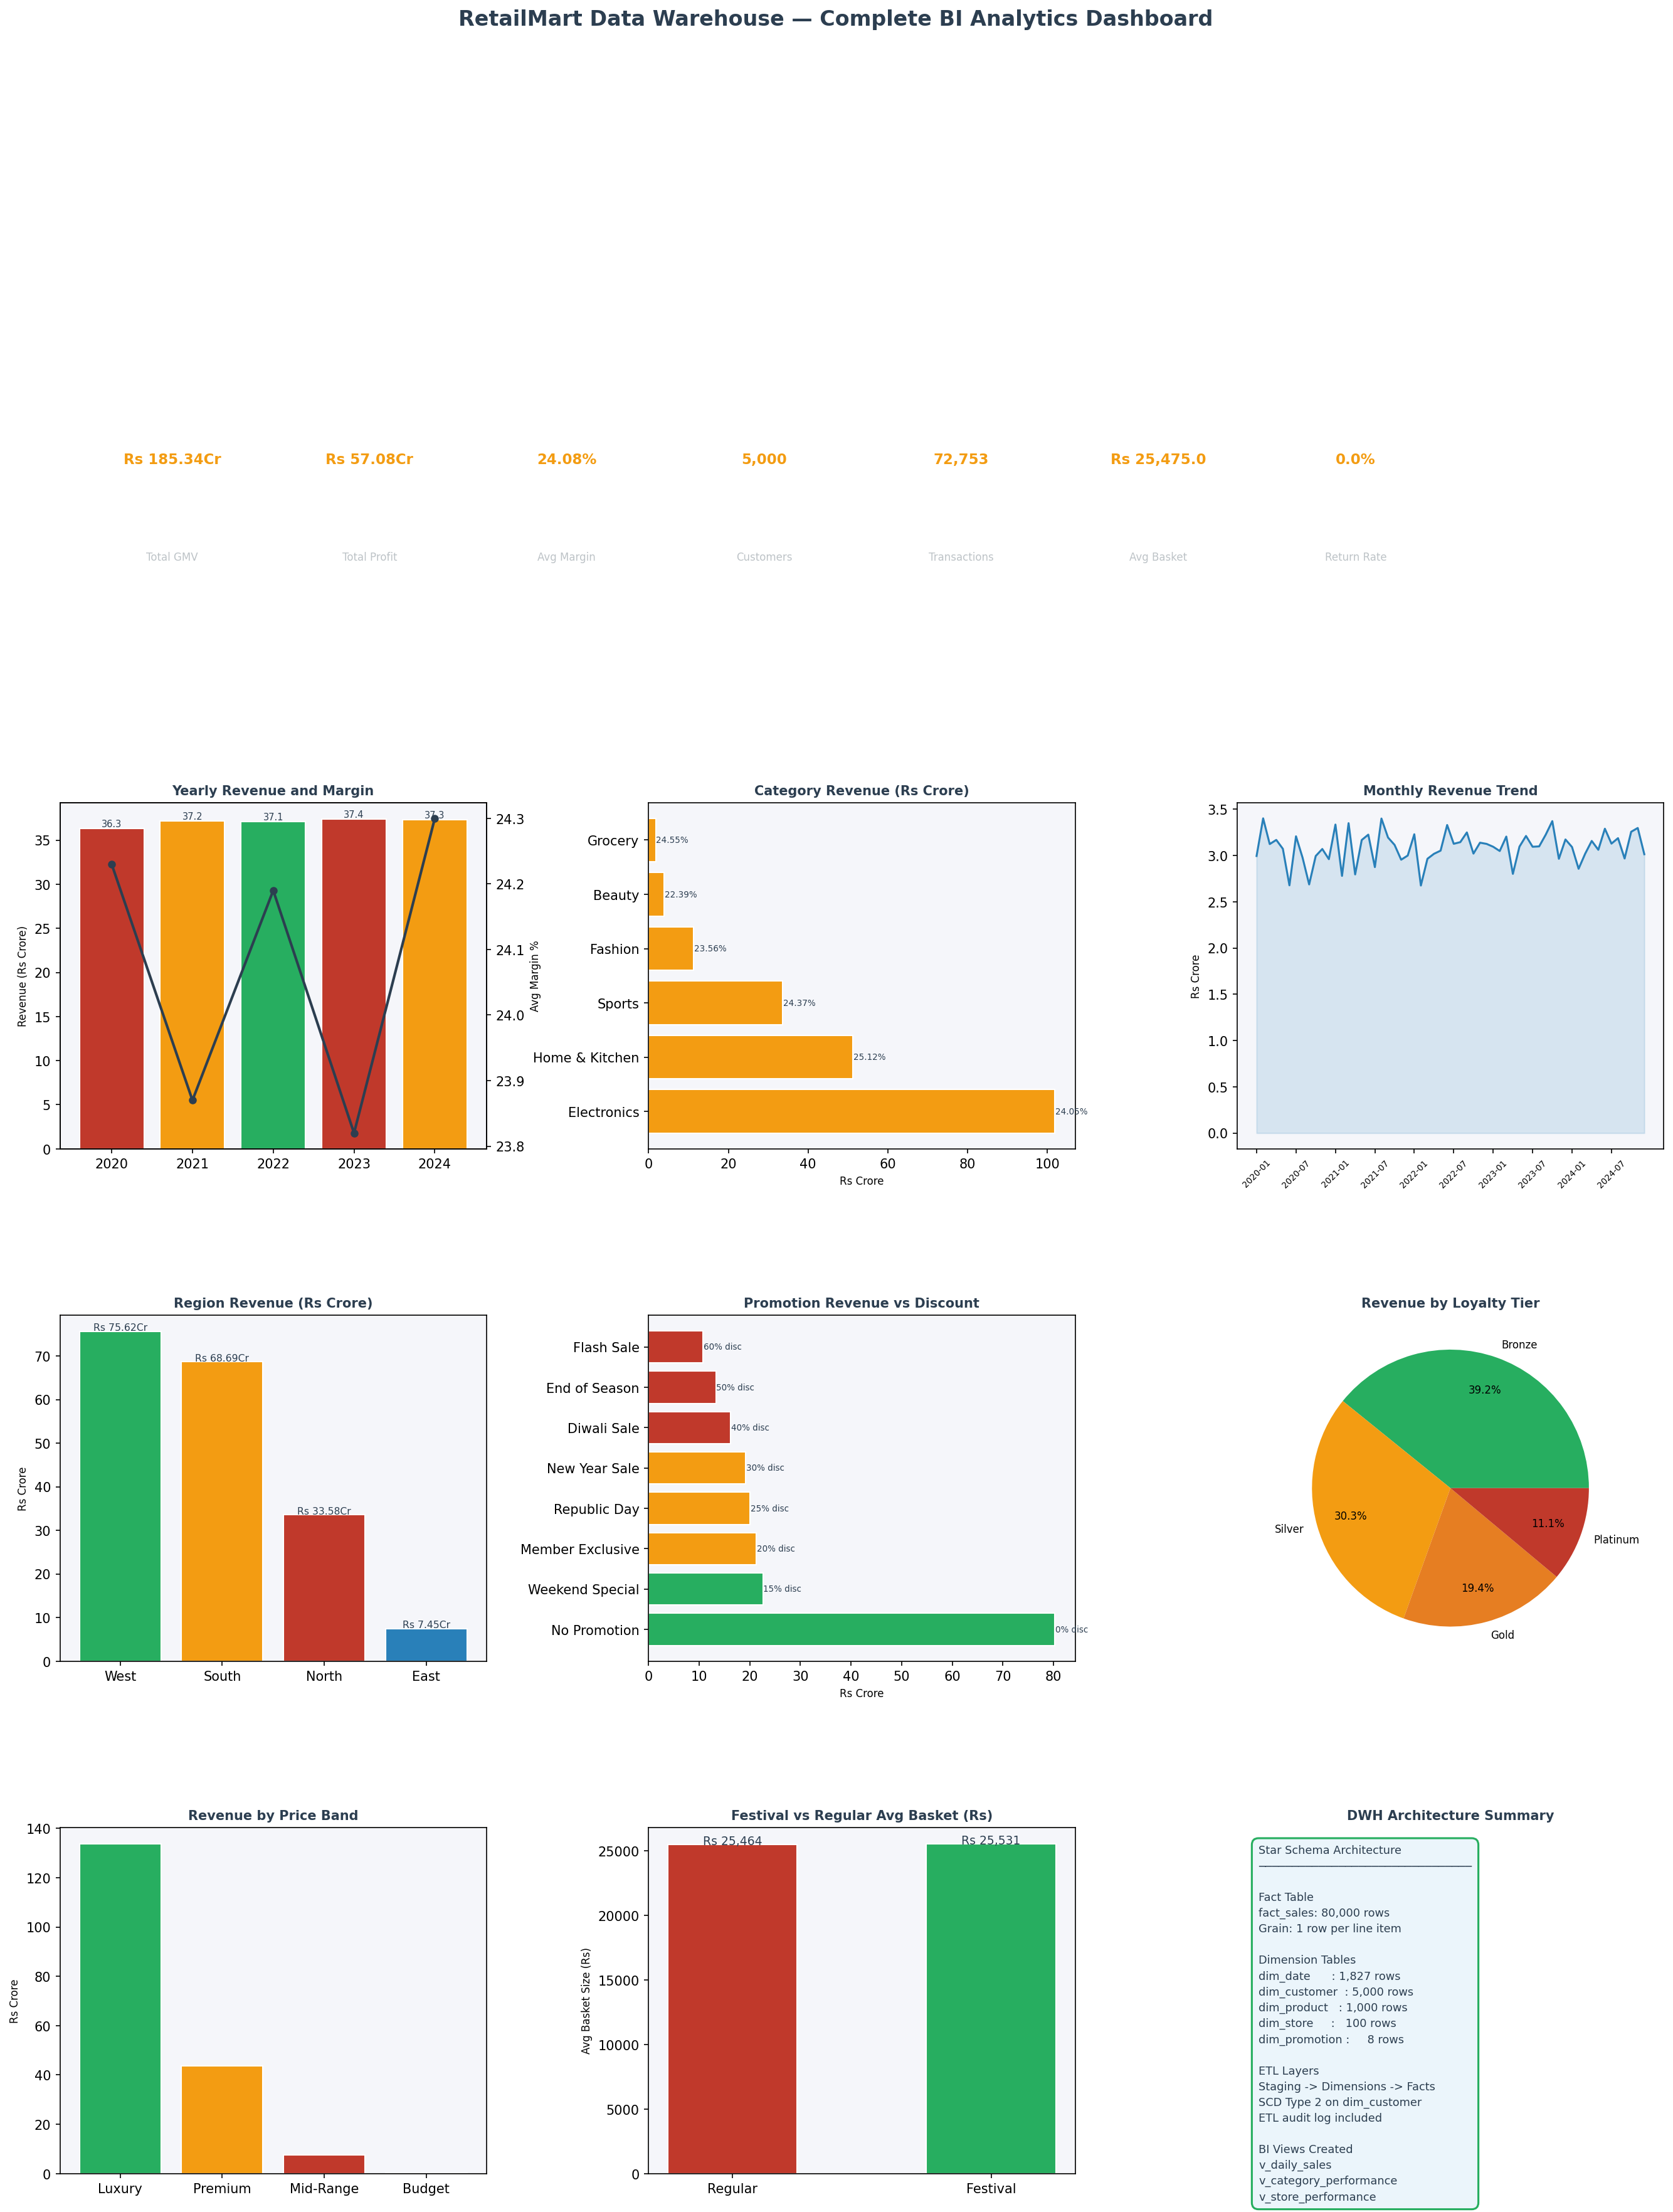 RetailMart Data Warehouse — Complete BI Analytics Dashboard
Rs 185.34Cr Rs 57.08Cr 24.08% 5,000 72,753 Rs 25,475.0 0.0%
Total GMV Total Profit Avg Margin Customers Transactions Avg Basket Return Rate
Yearly Revenue and Margin
Revenue (Rs Crore)
35
30
25
20
15
10
5
0
36.3 37.2 37.1 37.4 37.3
24.3
24.2
24.1
24.0
23.9
23.8
Avg Margin %
2020 2021 2022 2023 2024
Category Revenue (Rs Crore)
Grocery 24.55%
Beauty 22.39%
Fashion 23.56%
Sports 24.37%
Home & Kitchen 25.12%
Electronics 24.05%
0 20 40 60 80 100
Rs Crore
Monthly Revenue Trend
Rs Crore
3.5
3.0
2.5
2.0
1.5
1.0
0.5
0.0
2020-01 2020-07 2021-01 2021-07 2022-01 2022-07 2023-01 2023-07 2024-01 2024-07
Region Revenue (Rs Crore)
Rs Crore
70
60
50
40
30
20
10
0
Rs 75.62Cr Rs 68.69Cr Rs 33.58Cr Rs 7.45Cr
West South North East
Promotion Revenue vs Discount
Flash Sale 60% disc
End of Season 50% disc
Diwali Sale 40% disc
New Year Sale 30% disc
Republic Day 25% disc
Member Exclusive 20% disc
Weekend Special 15% disc
No Promotion 0% disc
0 10 20 30 40 50 60 70 80
Rs Crore
Revenue by Loyalty Tier
Bronze
39.2%
Silver
30.3%
11.1%
Platinum
19.4%
Gold
Revenue by Price Band
Rs Crore
140
120
100
80
60
40
20
0
Luxury Premium Mid-Range Budget
Festival vs Regular Avg Basket (Rs)
Avg Basket Size (Rs)
25000
20000
15000
10000
5000
0
Rs 25,464 Rs 25,531
Regular Festival
DWH Architecture Summary
Star Schema Architecture
Fact Table
fact_sales: 80,000 rows
Grain: 1 row per line item
Dimension Tables
dim_date : 1,827 rows
dim_customer : 5,000 rows
dim_product : 1,000 rows
dim_store : 100 rows
dim_promotion : 8 rows
ETL Layers
Staging -> Dimensions -> Facts
SCD Type 2 on dim_customer
ETL audit log included
BI Views Created
v_daily_sales
v_category_performance
v_store_performance